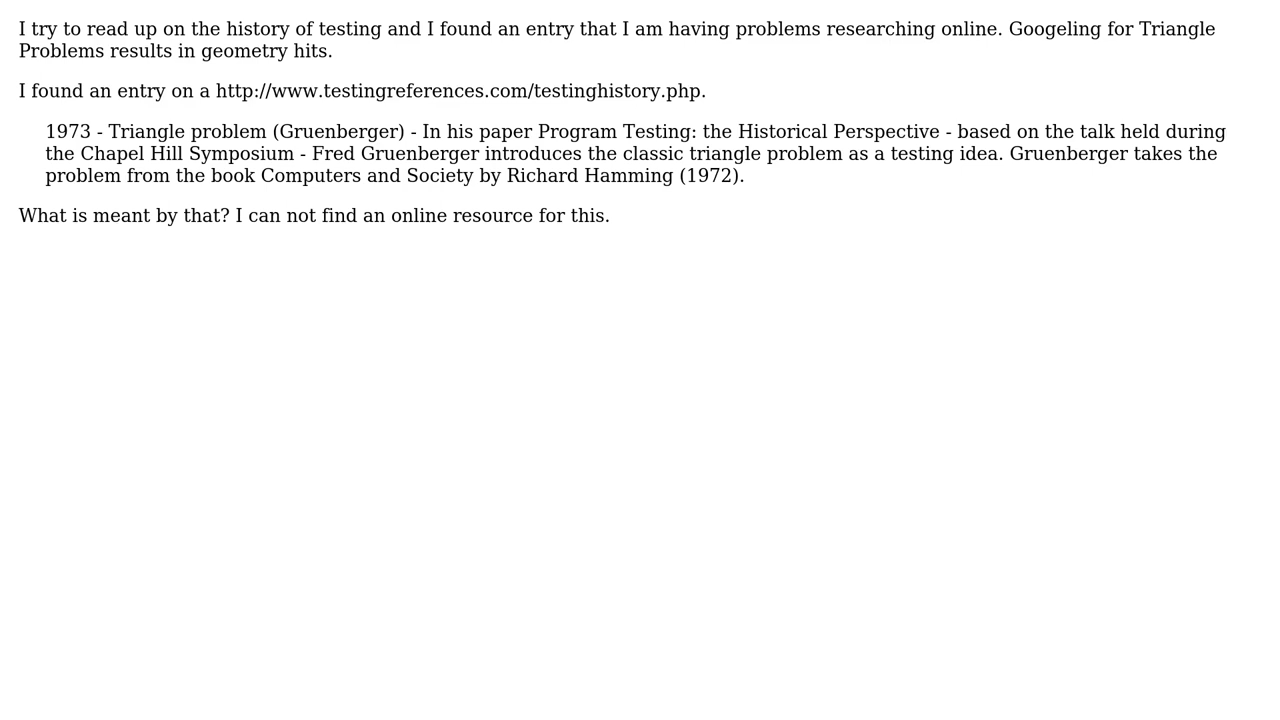 I try to read up on the history of testing and I found an entry that I am having problems researching online. Googeling for Triangle
Problems results in geometry hits.
I found an entry on a http://www.testingreferences.com/testinghistory.php.
1973 - Triangle problem (Gruenberger) - In his paper Program Testing: the Historical Perspective - based on the talk held during
the Chapel Hill Symposium - Fred Gruenberger introduces the classic triangle problem as a testing idea. Gruenberger takes the
problem from the book Computers and Society by Richard Hamming (1972).
What is meant by that? I can not find an online resource for this.